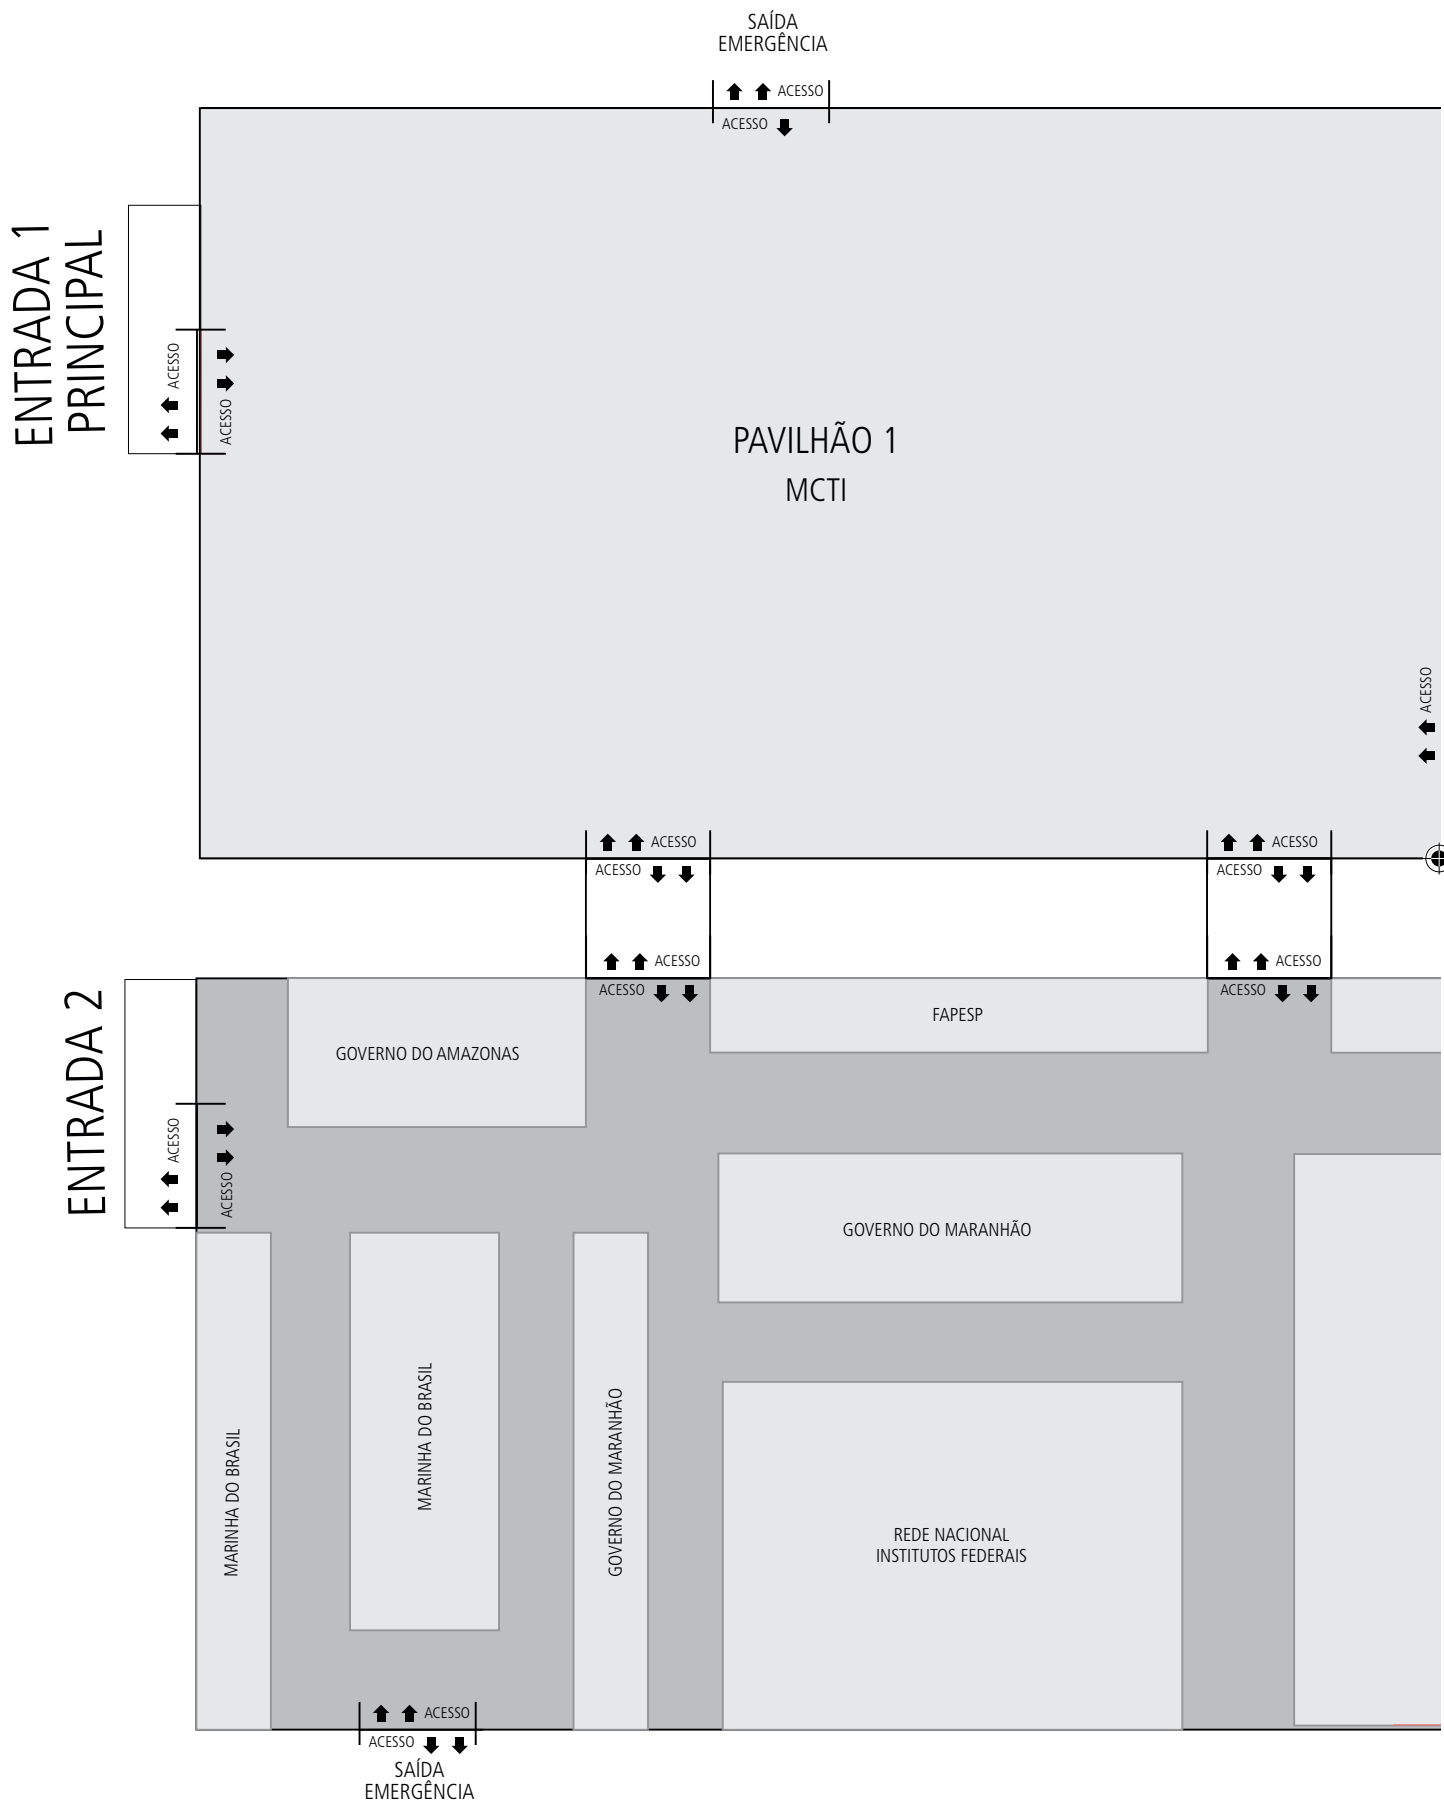 SAÍDA
EMERGÊNCIA
ACESSO
ACESSO
ENTRADA 1
PRINCIPAL
ACESSO
ACESSO
PAVILHÃO 1
MCTI
ACESSO
ACESSO
ACESSO
ACESSO
ACESSO
ACESSO
ACESSO
ACESSO
ACESSO
ENTRADA 2
GOVERNO DO AMAZONAS
FAPESP
ACESSO
ACESSO
GOVERNO DO MARANHÃO
MARINHA DO BRASIL
MARINHA DO BRASIL
GOVERNO DO MARANHÃO
REDE NACIONAL
INSTITUTOS FEDERAIS
ACESSO
ACESSO
SAÍDA
EMERGÊNCIA